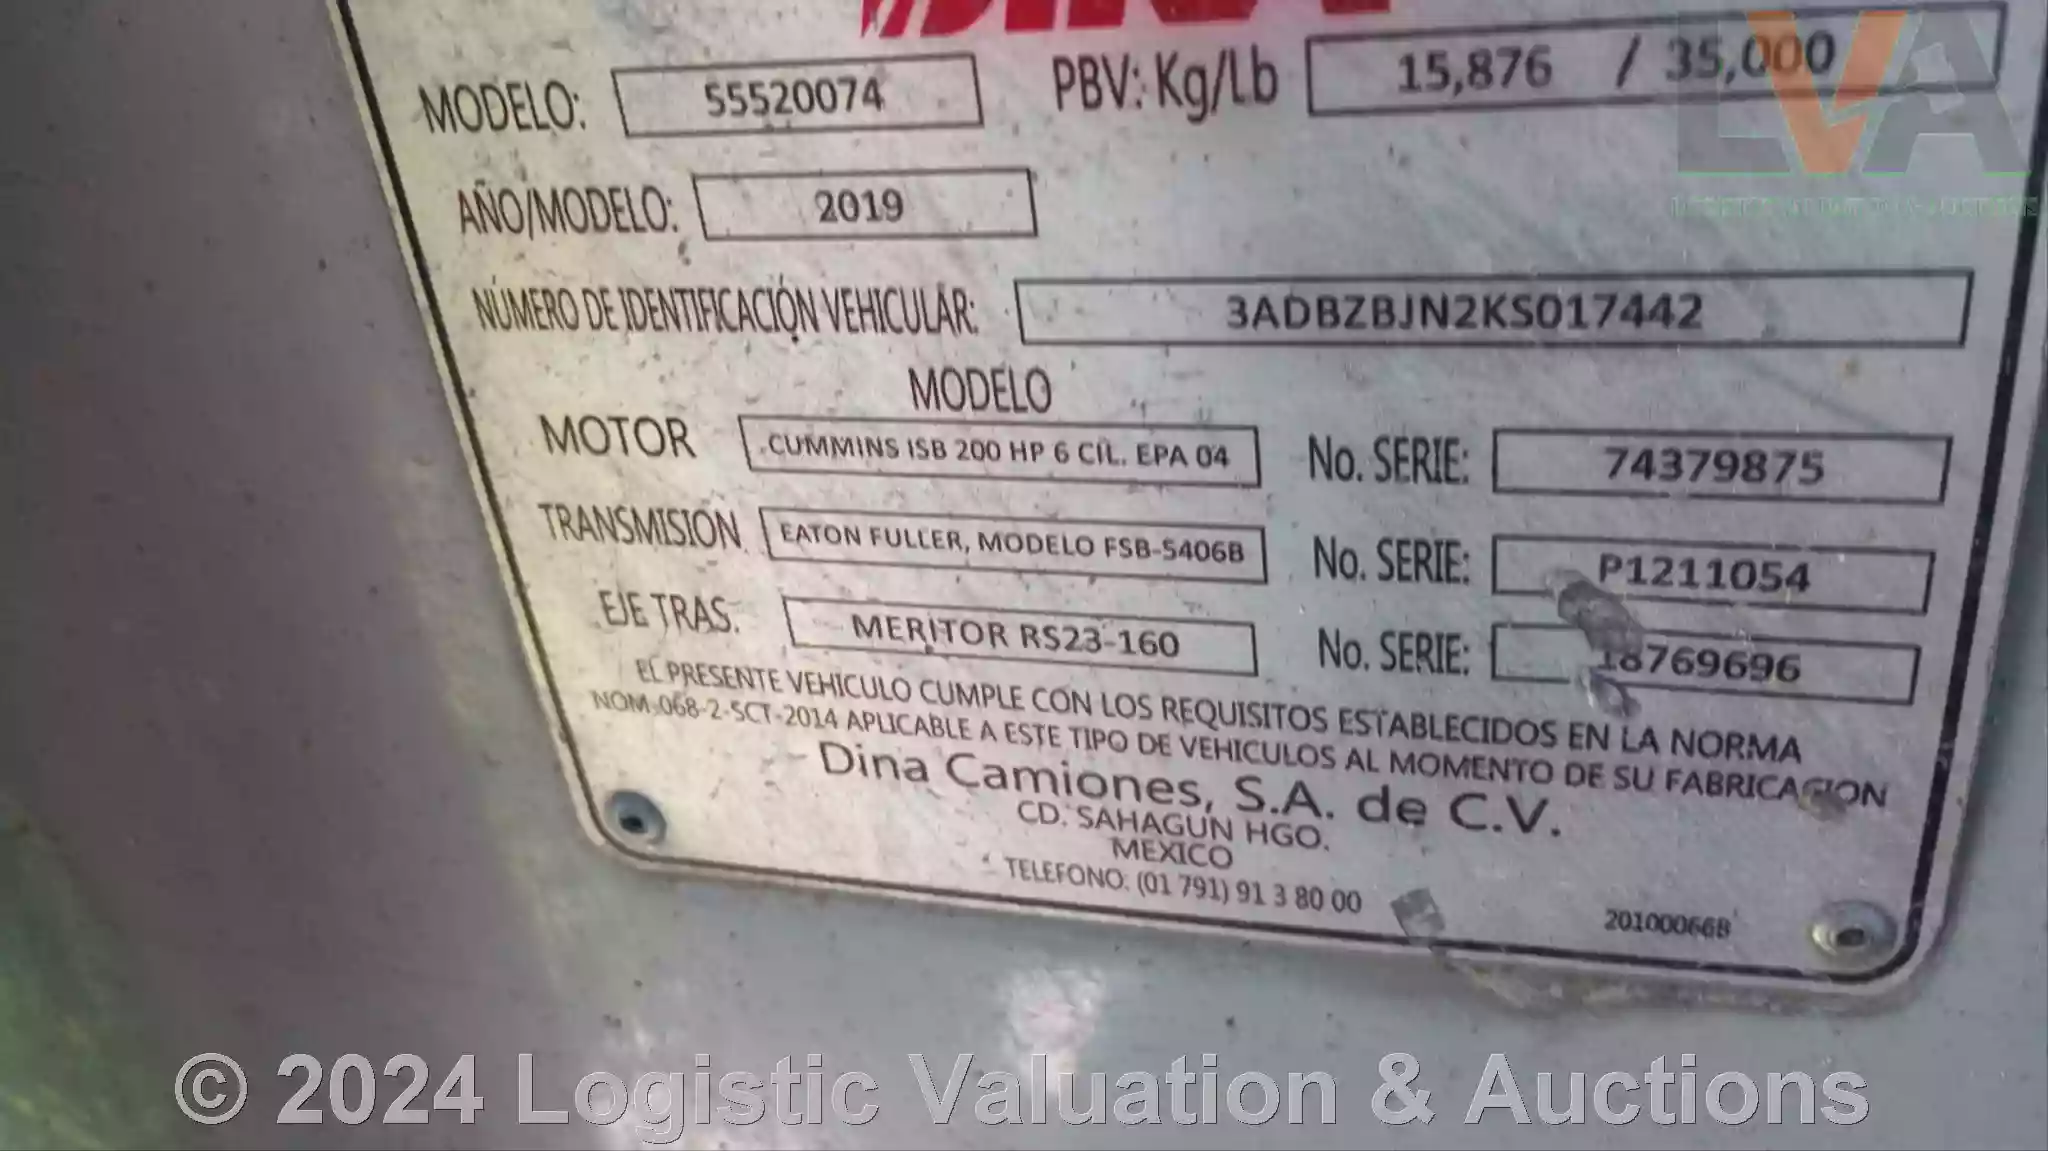 DINA
MODELO: 55520074 PBV: Kg/Lb 15,876 / 35,000
LVA
AÑO/MODELO: 2019
NÚMERO DE IDENTIFICACIÓN VEHICULAR: 3ADBZBJN2KS017442
MODELO
MOTOR CUMMINS ISB 200 HP 6 CIL. EPA 04 No. SERIE: 74379875
TRANSMISIÓN EATON FULLER, MODELO FSB-5406B No. SERIE: P1211054
EJE TRAS. MERITOR RS23-160 No. SERIE: 18769696
EL PRESENTE VEHICULO CUMPLE CON LOS REQUISITOS ESTABLECIDOS EN LA NORMA
NOM-068-2-SCT-2014 APLICABLE A ESTE TIPO DE VEHICULOS AL MOMENTO DE SU FABRICACION
Dina Camiones, S.A. de C.V.
CD. SAHAGUN HGO.
MEXICO
TELEFONO: (01 791) 91 3 80 00
20100066B
© 2024 Logistic Valuation & Auctions